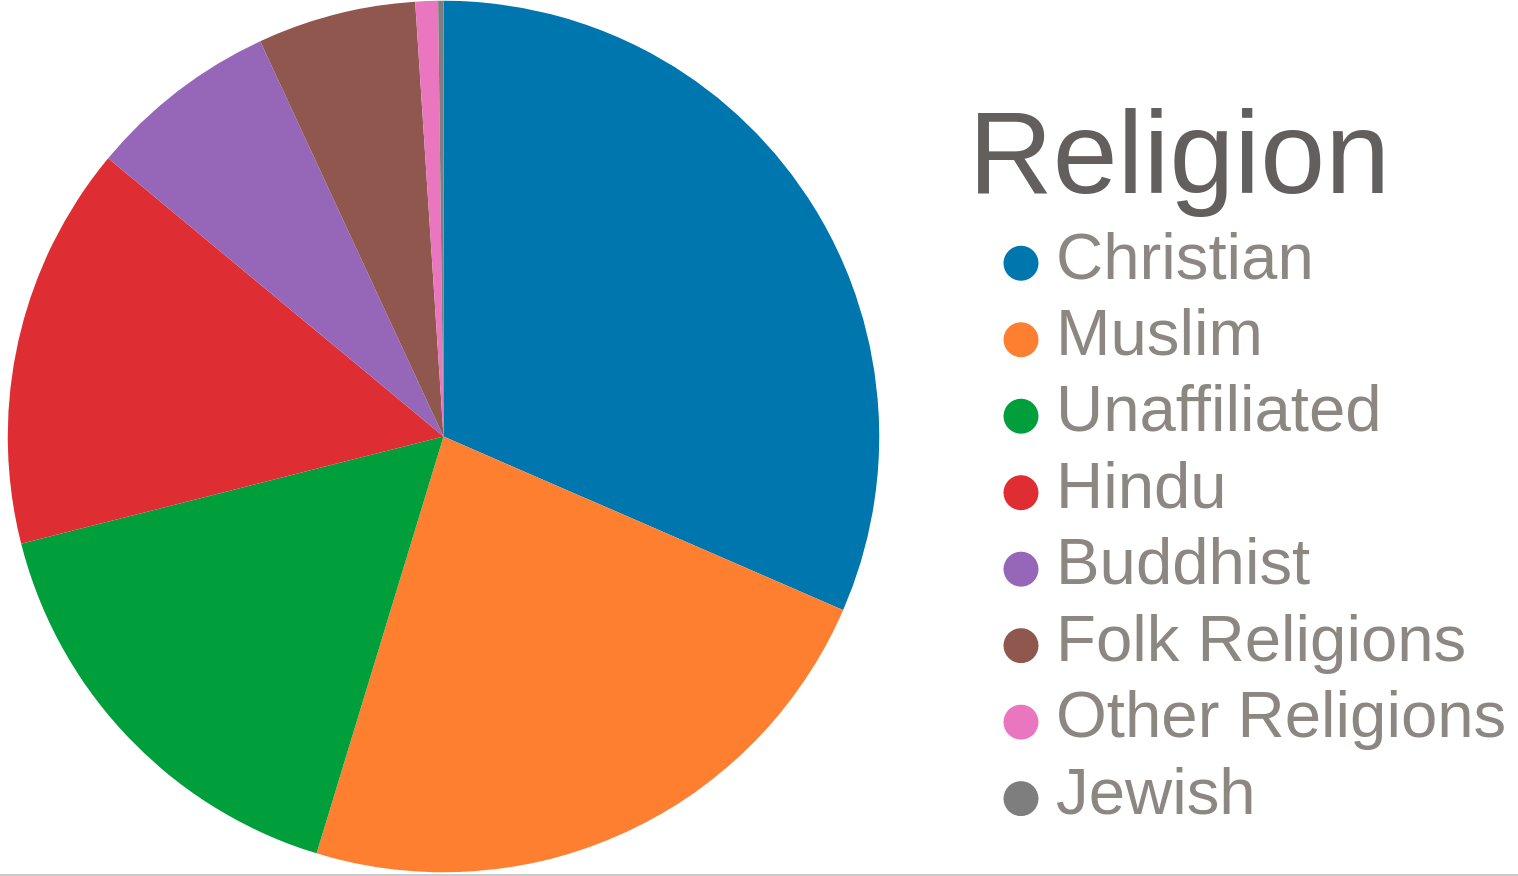 Religion
Christian
Muslim
Unaffiliated
Hindu
Buddhist
Folk Religions
Other Religions
Jewish